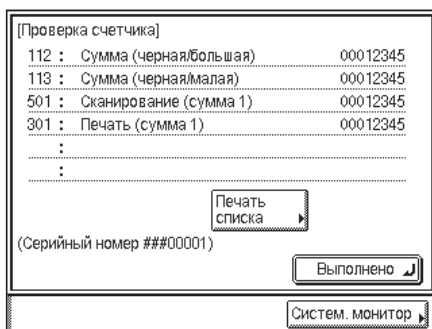 [Проверка счетчика]
112 : Сумма (черная/большая) 00012345
113 : Сумма (черная/малая) 00012345
501 : Сканирование (сумма 1) 00012345
301 : Печать (сумма 1) 00012345
:
:
Печать
списка
(Серийный номер ###00001)
Выполнено
Систем. монитор